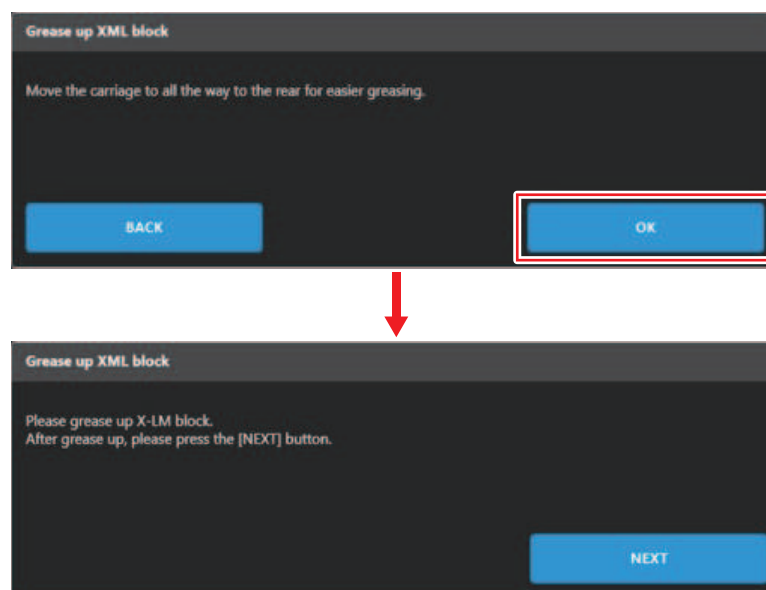 Grease up XML block
Move the carriage to all the way to the rear for easier greasing.
BACK
OK
Grease up XML block
Please grease up X-LM block.
After grease up, please press the [NEXT] button.
NEXT